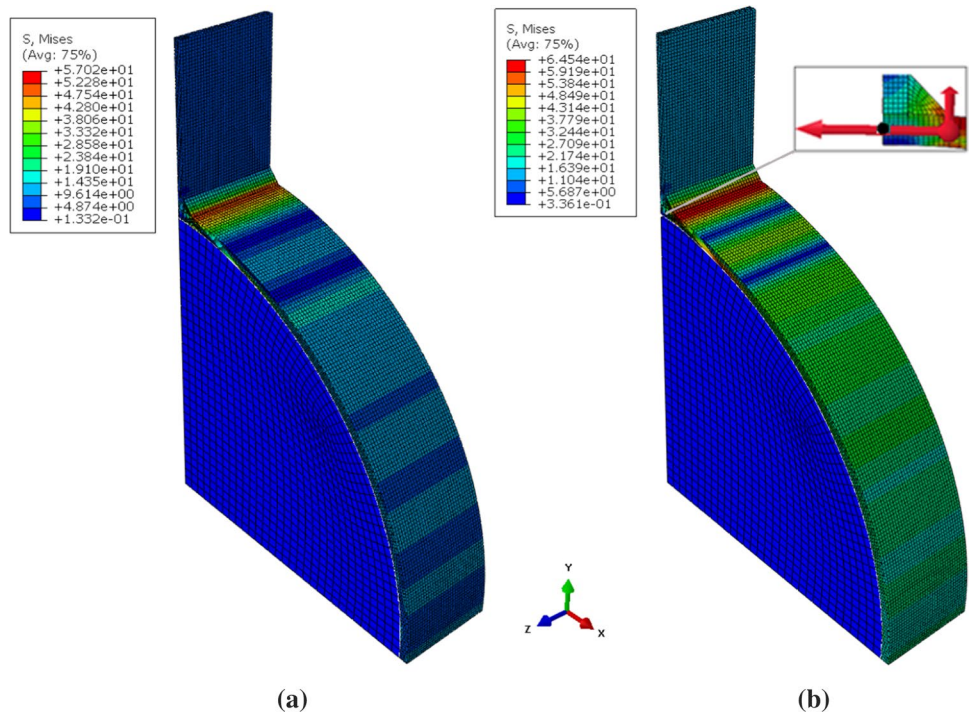 S, Mises
(Avg: 75%)
+5.702e+01
+5.228e+01
+4.754e+01
+4.280e+01
+3.806e+01
+3.332e+01
+2.858e+01
+2.384e+01
+1.910e+01
+1.435e+01
+9.614e+00
+4.874e+00
+1.332e-01
S, Mises
(Avg: 75%)
+6.454e+01
+5.919e+01
+5.384e+01
+4.849e+01
+4.314e+01
+3.779e+01
+3.244e+01
+2.709e+01
+2.174e+01
+1.639e+01
+1.104e+01
+5.687e+00
+3.361e-01
Y
Z
X
(a)
(b)